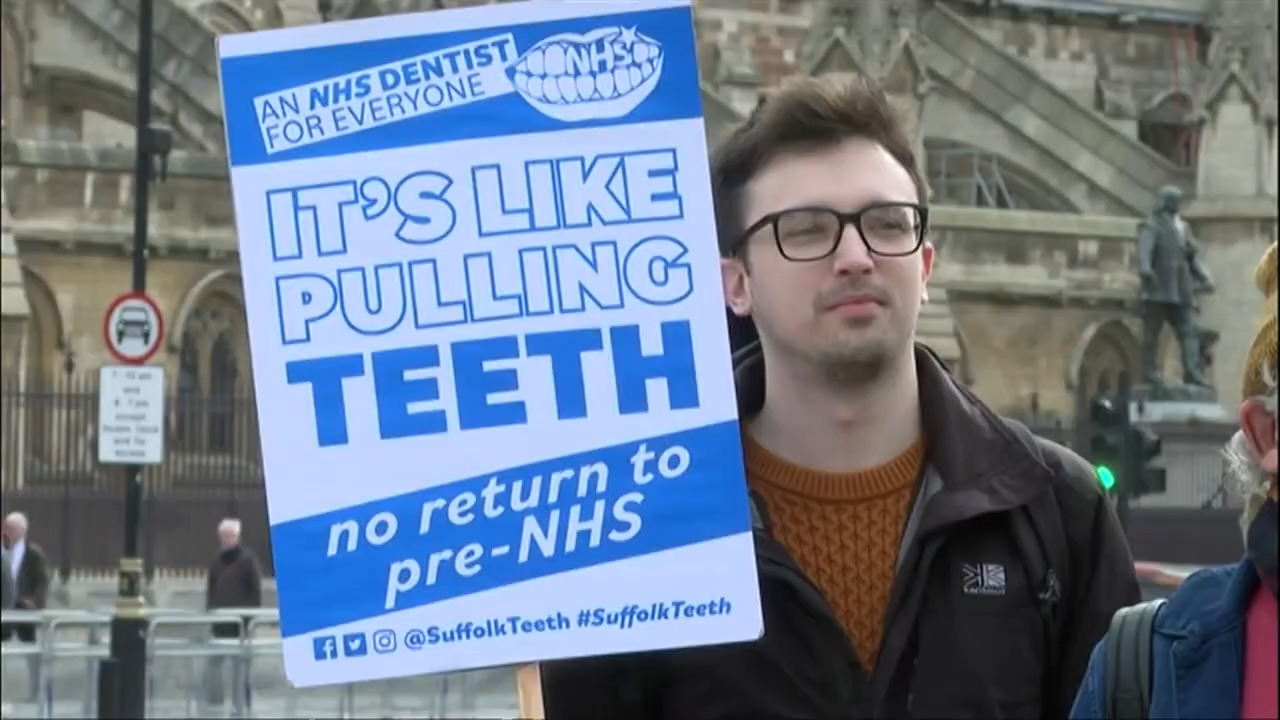 AN NHS DENTIST
FOR EVERYONE
NHS
IT'S LIKE
PULLING
TEETH
no return to
pre-NHS
@SuffolkTeeth #SuffolkTeeth